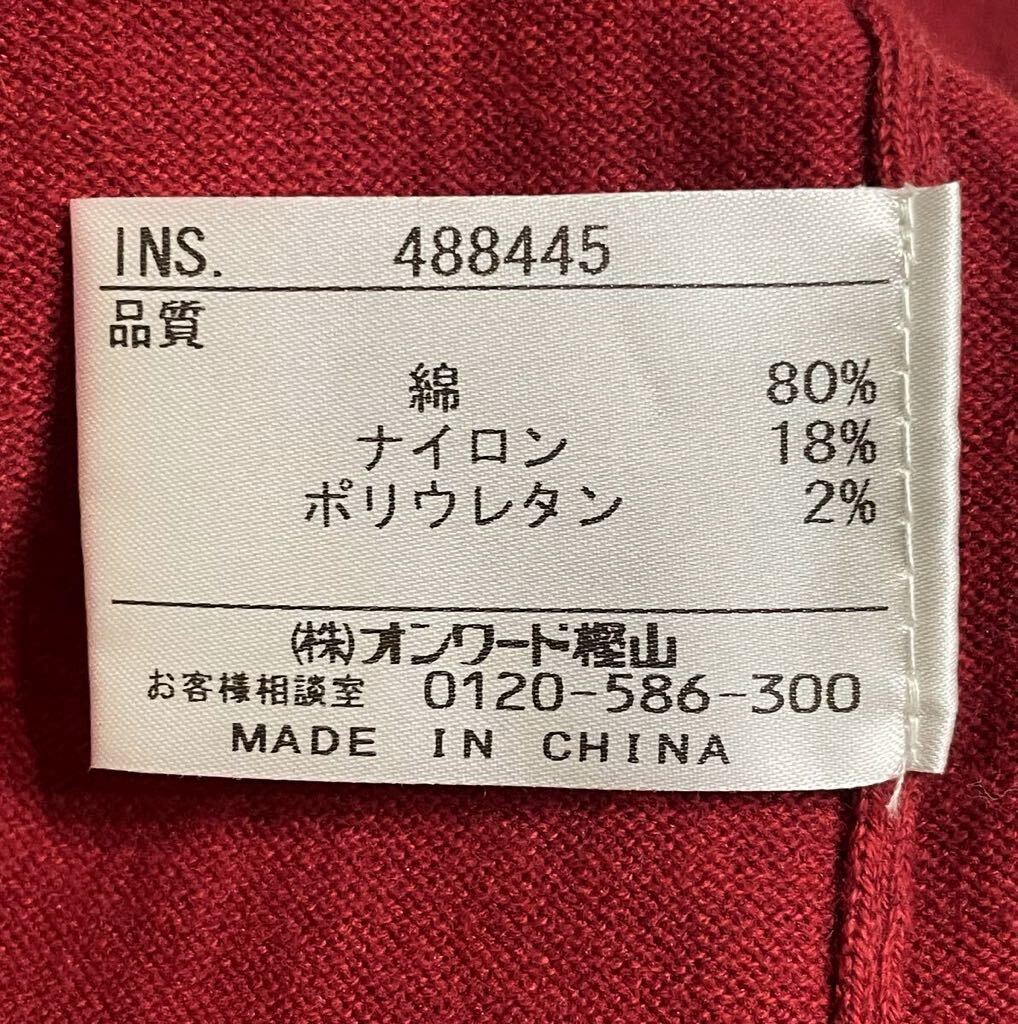 INS. 488445
品質
綿 80%
ナイロン 18%
ポリウレタン 2%
(株)オンワード樫山
お客様相談室 0120-586-300
MADE IN CHINA